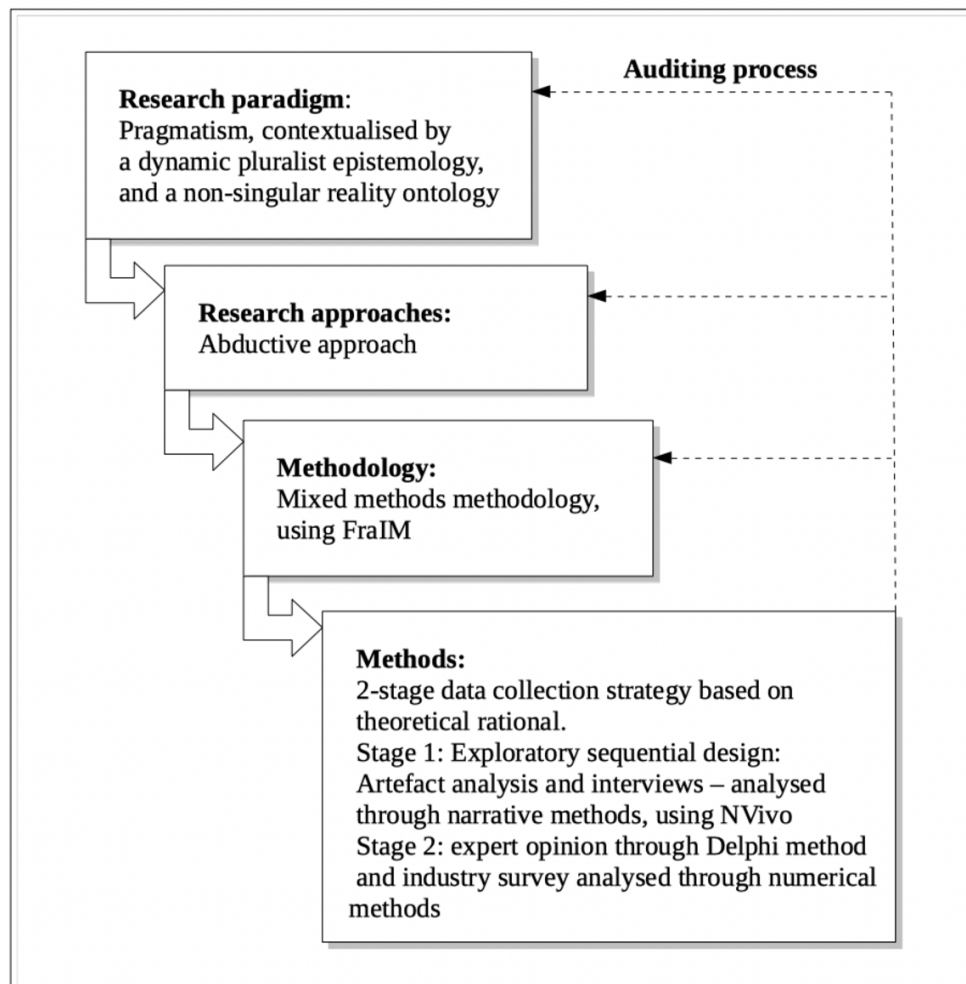 Auditing process
Research paradigm:
Pragmatism, contextualised by
a dynamic pluralist epistemology,
and a non-singular reality ontology
Research approaches:
Abductive approach
Methodology:
Mixed methods methodology,
using FraIM
Methods:
2-stage data collection strategy based on
theoretical rational.
Stage 1: Exploratory sequential design:
Artefact analysis and interviews – analysed
through narrative methods, using NVivo
Stage 2: expert opinion through Delphi method
and industry survey analysed through numerical
methods